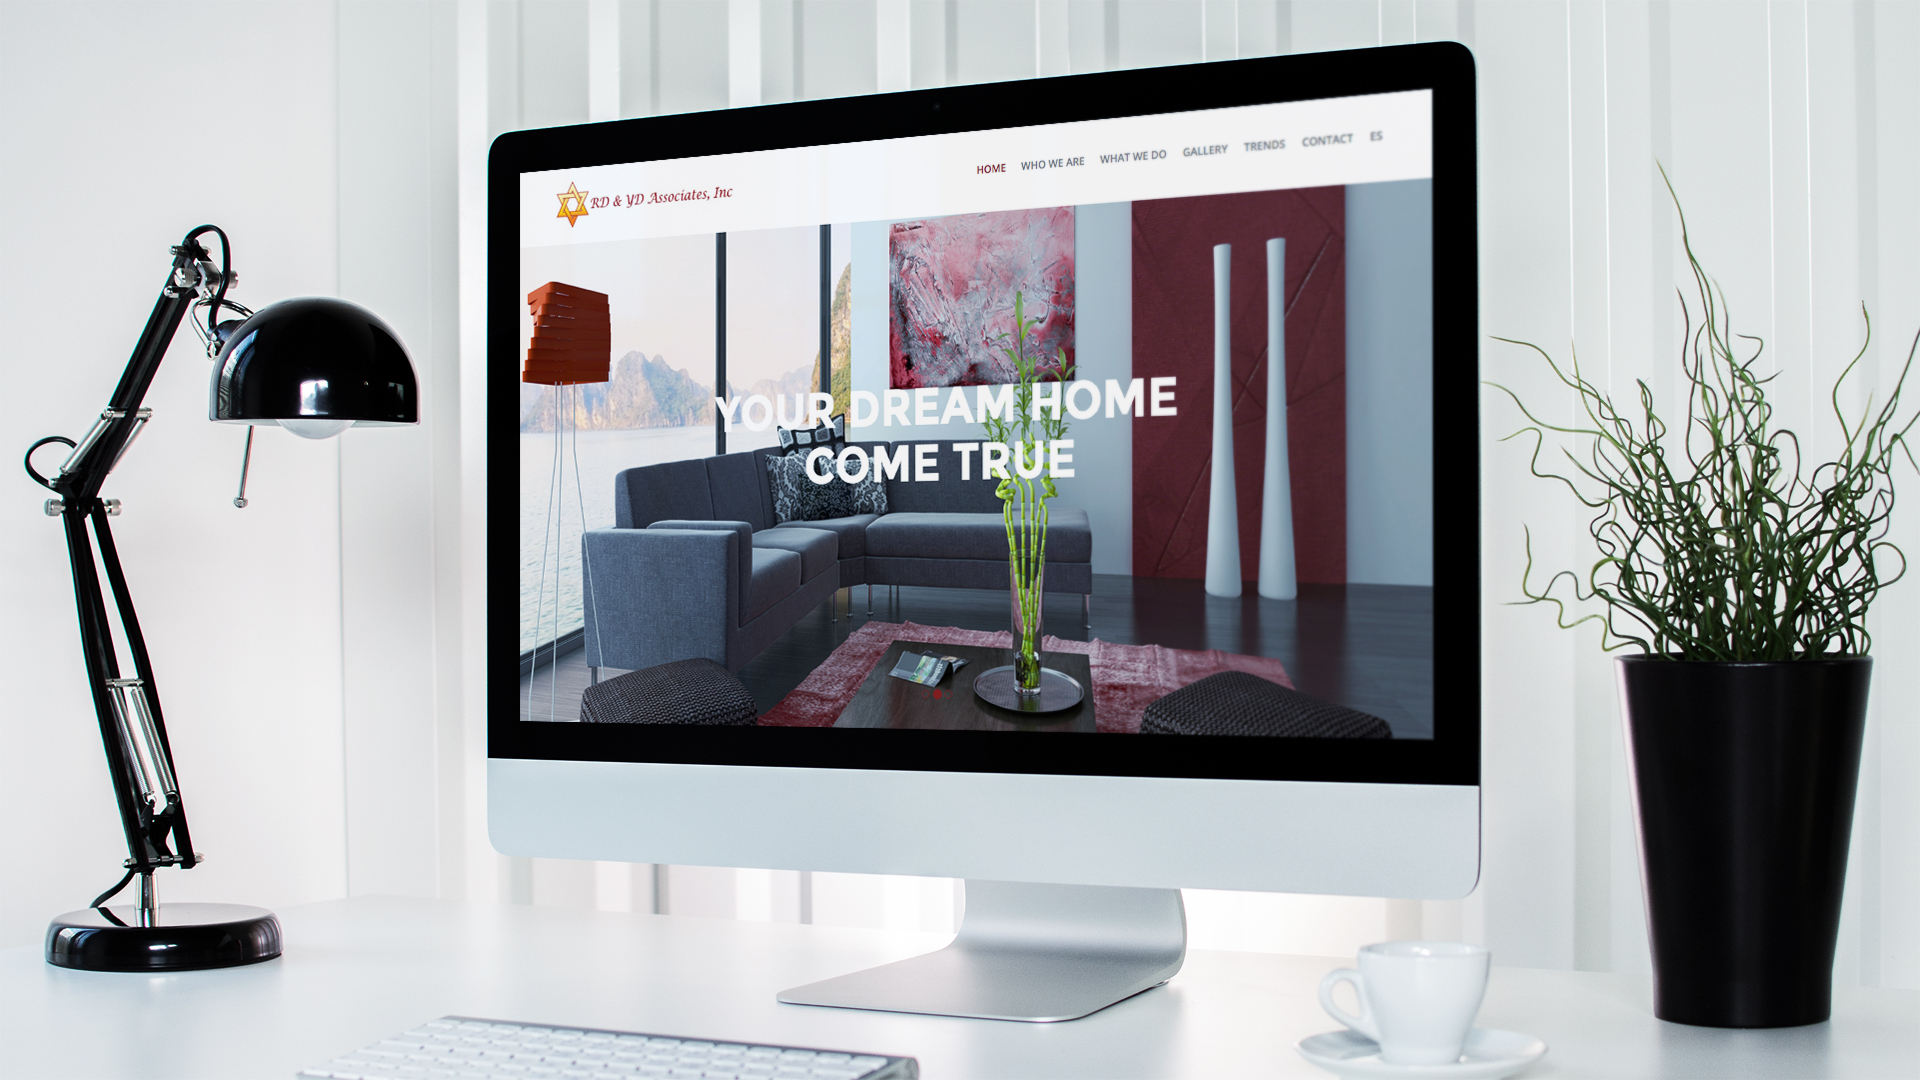 RD & YD Associates, Inc
HOME WHO WE ARE WHAT WE DO GALLERY TRENDS CONTACT ES
YOUR DREAM HOME
COME TRUE